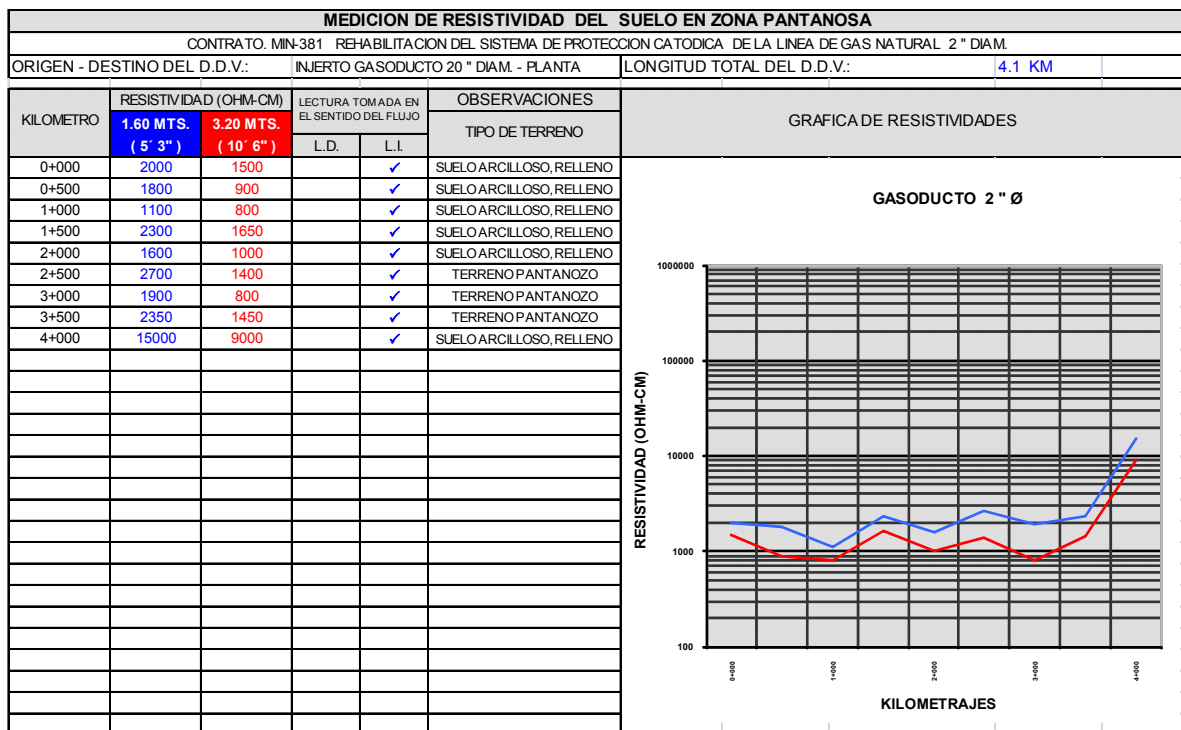 MEDICION DE RESISTIVIDAD DEL SUELO EN ZONA PANTANOSA
CONTRATO. MIN-381 REHABILITACION DEL SISTEMA DE PROTECCION CATODICA DE LA LINEA DE GAS NATURAL 2 " DIAM.
ORIGEN - DESTINO DEL D.D.V.: INJERTO GASODUCTO 20 " DIAM. - PLANTA LONGITUD TOTAL DEL D.D.V.: 4.1 KM
KILOMETRO RESISTIVIDAD (OHM-CM) LECTURA TOMADA EN EL SENTIDO DEL FLUJO OBSERVACIONES GRAFICA DE RESISTIVIDADES
1.60 MTS. ( 5´ 3" ) 3.20 MTS. ( 10´ 6" ) L.D. L.I. TIPO DE TERRENO
0+000 2000 1500 ✓ SUELO ARCILLOSO, RELLENO
0+500 1800 900 ✓ SUELO ARCILLOSO, RELLENO
1+000 1100 800 ✓ SUELO ARCILLOSO, RELLENO
1+500 2300 1650 ✓ SUELO ARCILLOSO, RELLENO
2+000 1600 1000 ✓ SUELO ARCILLOSO, RELLENO
2+500 2700 1400 ✓ TERRENO PANTANOZO
3+000 1900 800 ✓ TERRENO PANTANOZO
3+500 2350 1450 ✓ TERRENO PANTANOZO
4+000 15000 9000 ✓ SUELO ARCILLOSO, RELLENO
GASODUCTO 2 " Ø
RESISTIVIDAD (OHM-CM)
1000000
100000
10000
1000
100
0+000 1+000 2+000 3+000 4+000
KILOMETRAJES